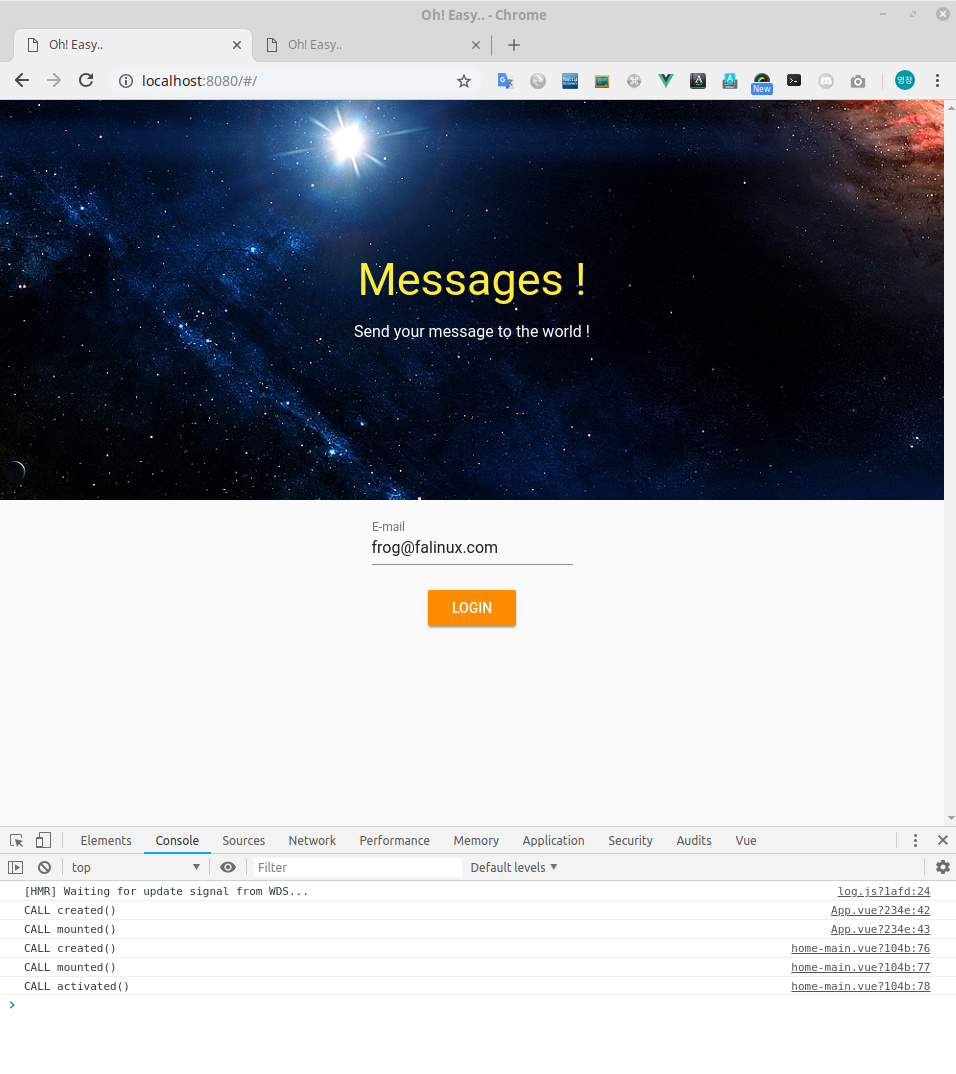 Oh! Easy.. - Chrome
Oh! Easy..
Oh! Easy..
localhost:8080/#/
New
영창
Messages !
Send your message to the world !
E-mail
frog@falinux.com
LOGIN
Elements Console Sources Network Performance Memory Application Security Audits Vue
top Filter Default levels
[HMR] Waiting for update signal from WDS... log.js?1afd:24
CALL created() App.vue?234e:42
CALL mounted() App.vue?234e:43
CALL created() home-main.vue?104b:76
CALL mounted() home-main.vue?104b:77
CALL activated() home-main.vue?104b:78